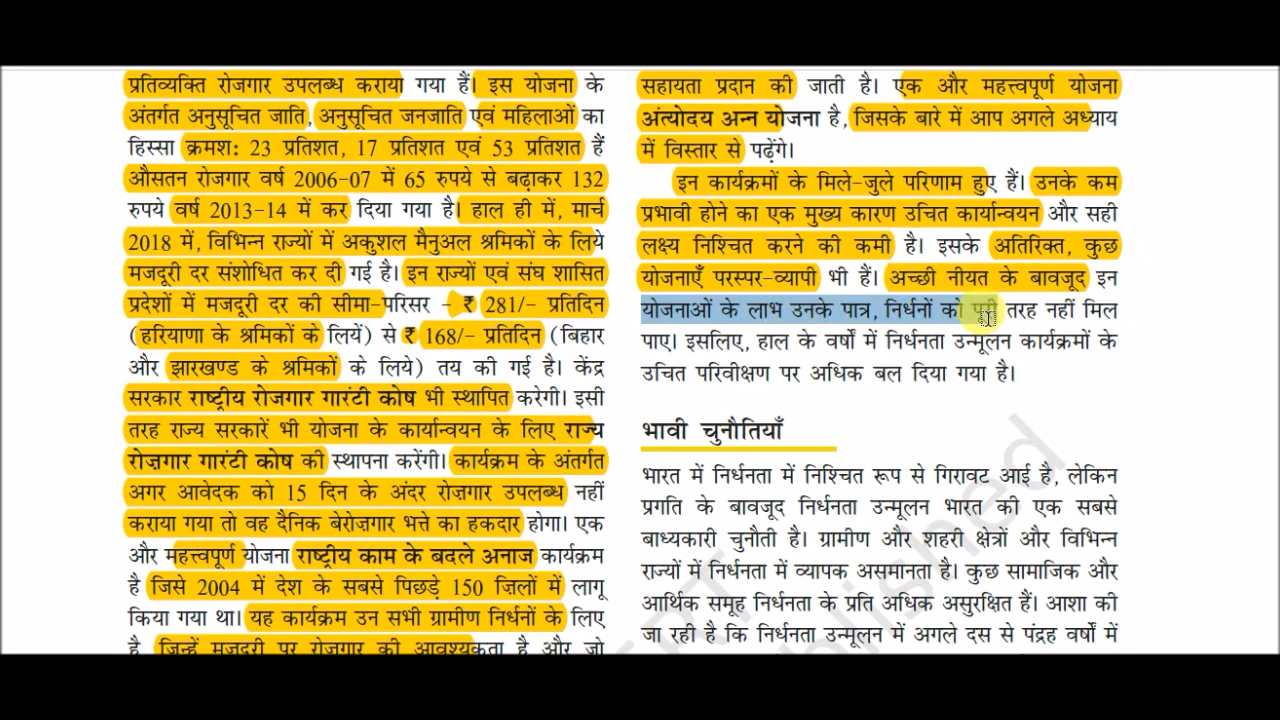 प्रतिव्यक्ति रोजगार उपलब्ध कराया गया हैं। इस योजना के
अंतर्गत अनुसूचित जाति, अनुसूचित जनजाति एवं महिलाओं का
हिस्सा क्रमश: 23 प्रतिशत, 17 प्रतिशत एवं 53 प्रतिशत हैं
औसतन रोजगार वर्ष 2006-07 में 65 रुपये से बढ़ाकर 132
रुपये वर्ष 2013-14 में कर दिया गया है। हाल ही में, मार्च
2018 में, विभिन्न राज्यों में अकुशल मैनुअल श्रमिकों के लिये
मजदूरी दर संशोधित कर दी गई है। इन राज्यों एवं संघ शासित
प्रदेशों में मजदूरी दर की सीमा-परिसर - ₹ 281/- प्रतिदिन
(हरियाणा के श्रमिकों के लियें) से ₹ 168/- प्रतिदिन (बिहार
और झारखण्ड के श्रमिकों के लिये) तय की गई है। केंद्र
सरकार राष्ट्रीय रोजगार गारंटी कोष भी स्थापित करेगी। इसी
तरह राज्य सरकारें भी योजना के कार्यान्वयन के लिए राज्य
रोज़गार गारंटी कोष की स्थापना करेंगी। कार्यक्रम के अंतर्गत
अगर आवेदक को 15 दिन के अंदर रोज़गार उपलब्ध नहीं
कराया गया तो वह दैनिक बेरोज़गार भत्ते का हकदार होगा। एक
और महत्त्वपूर्ण योजना राष्ट्रीय काम के बदले अनाज कार्यक्रम
है जिसे 2004 में देश के सबसे पिछड़े 150 ज़िलों में लागू
किया गया था। यह कार्यक्रम उन सभी ग्रामीण निर्धनों के लिए
है, जिन्हें मजदूरी पर रोजगार की आवश्यकता है और जो
सहायता प्रदान की जाती है। एक और महत्त्वपूर्ण योजना
अंत्योदय अन्न योजना है, जिसके बारे में आप अगले अध्याय
में विस्तार से पढ़ेंगे।
इन कार्यक्रमों के मिले-जुले परिणाम हुए हैं। उनके कम
प्रभावी होने का एक मुख्य कारण उचित कार्यान्वयन और सही
लक्ष्य निश्चित करने की कमी है। इसके अतिरिक्त, कुछ
योजनाएँ परस्पर-व्यापी भी हैं। अच्छी नीयत के बावजूद इन
योजनाओं के लाभ उनके पात्र, निर्धनों को पूरी तरह नहीं मिल
पाए। इसलिए, हाल के वर्षों में निर्धनता उन्मूलन कार्यक्रमों के
उचित परिवीक्षण पर अधिक बल दिया गया है।
भावी चुनौतियाँ
भारत में निर्धनता में निश्चित रूप से गिरावट आई है, लेकिन
प्रगति के बावजूद निर्धनता उन्मूलन भारत की एक सबसे
बाध्यकारी चुनौती है। ग्रामीण और शहरी क्षेत्रों और विभिन्न
राज्यों में निर्धनता में व्यापक असमानता है। कुछ सामाजिक और
आर्थिक समूह निर्धनता के प्रति अधिक असुरक्षित हैं। आशा की
जा रही है कि निर्धनता उन्मूलन में अगले दस से पंद्रह वर्षों में